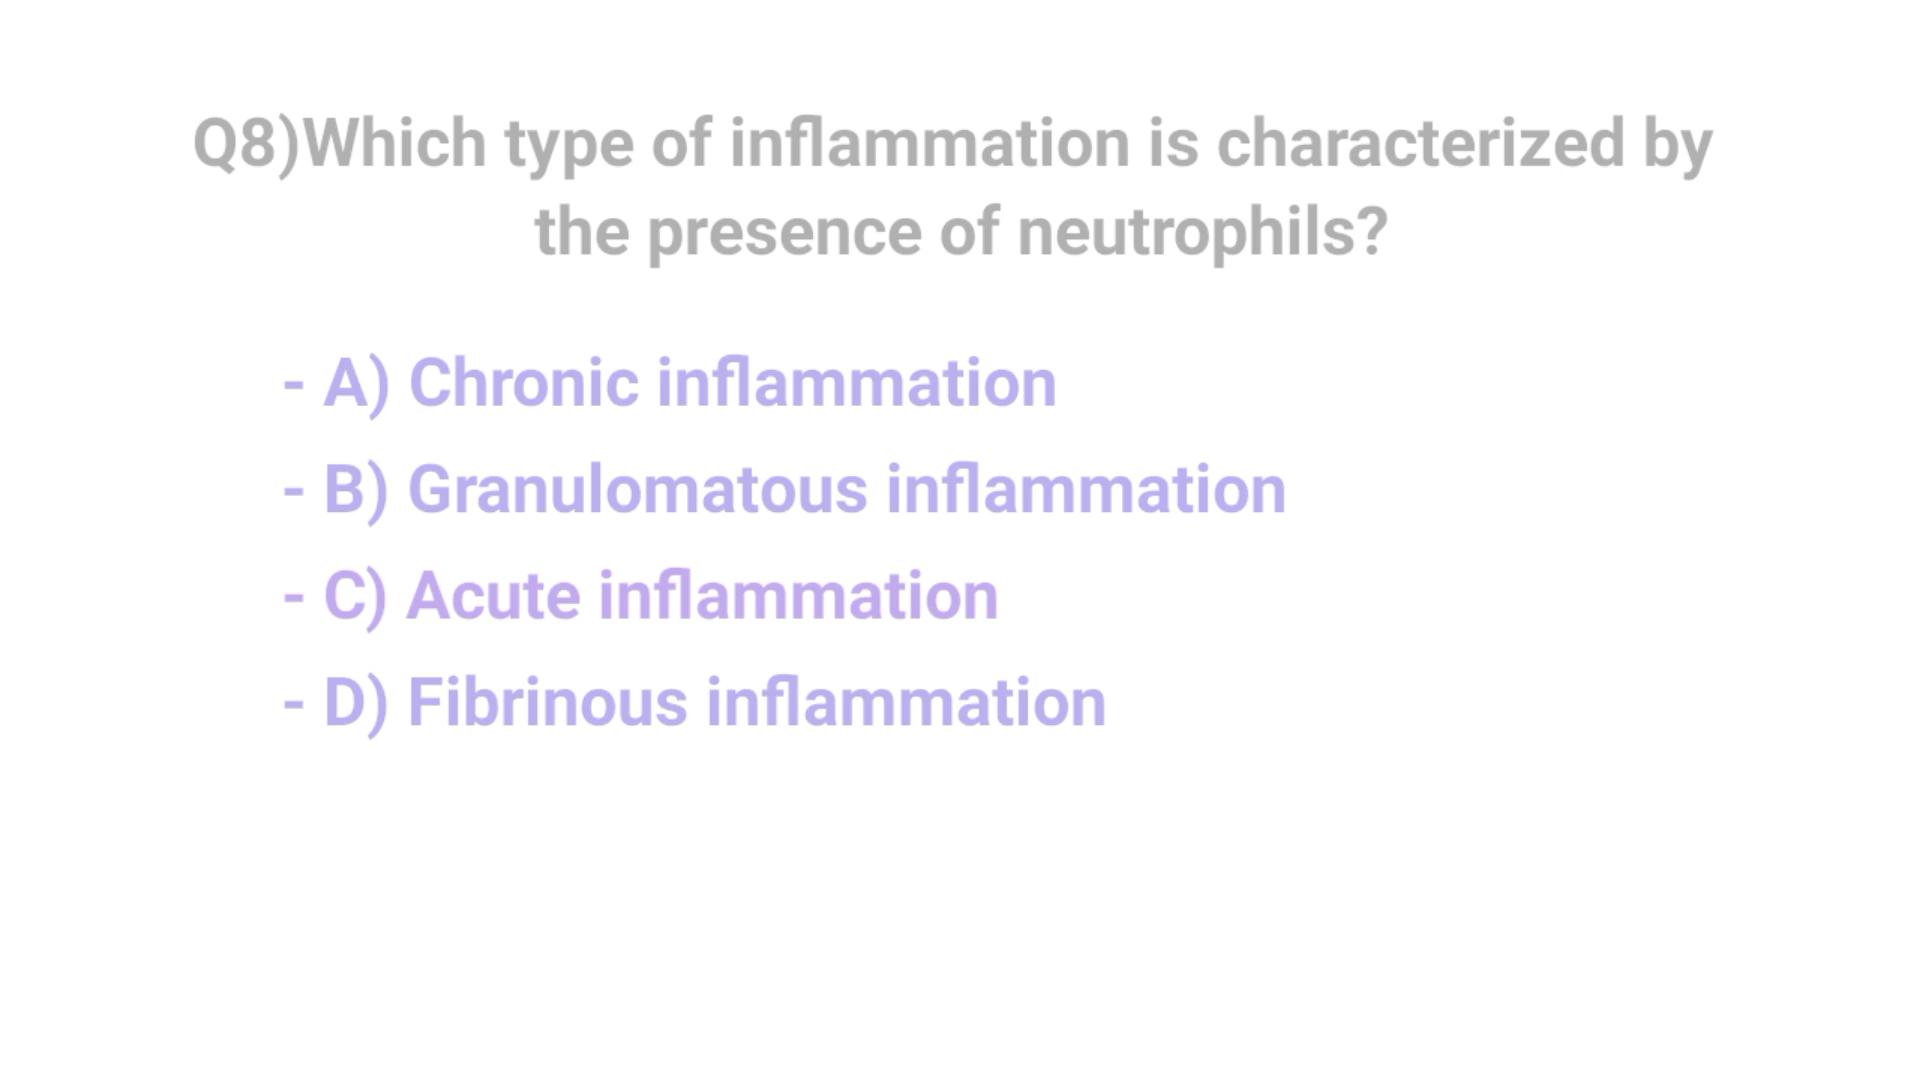 Q8)Which type of inflammation is characterized by
the presence of neutrophils?
- A) Chronic inflammation
- B) Granulomatous inflammation
- C) Acute inflammation
- D) Fibrinous inflammation